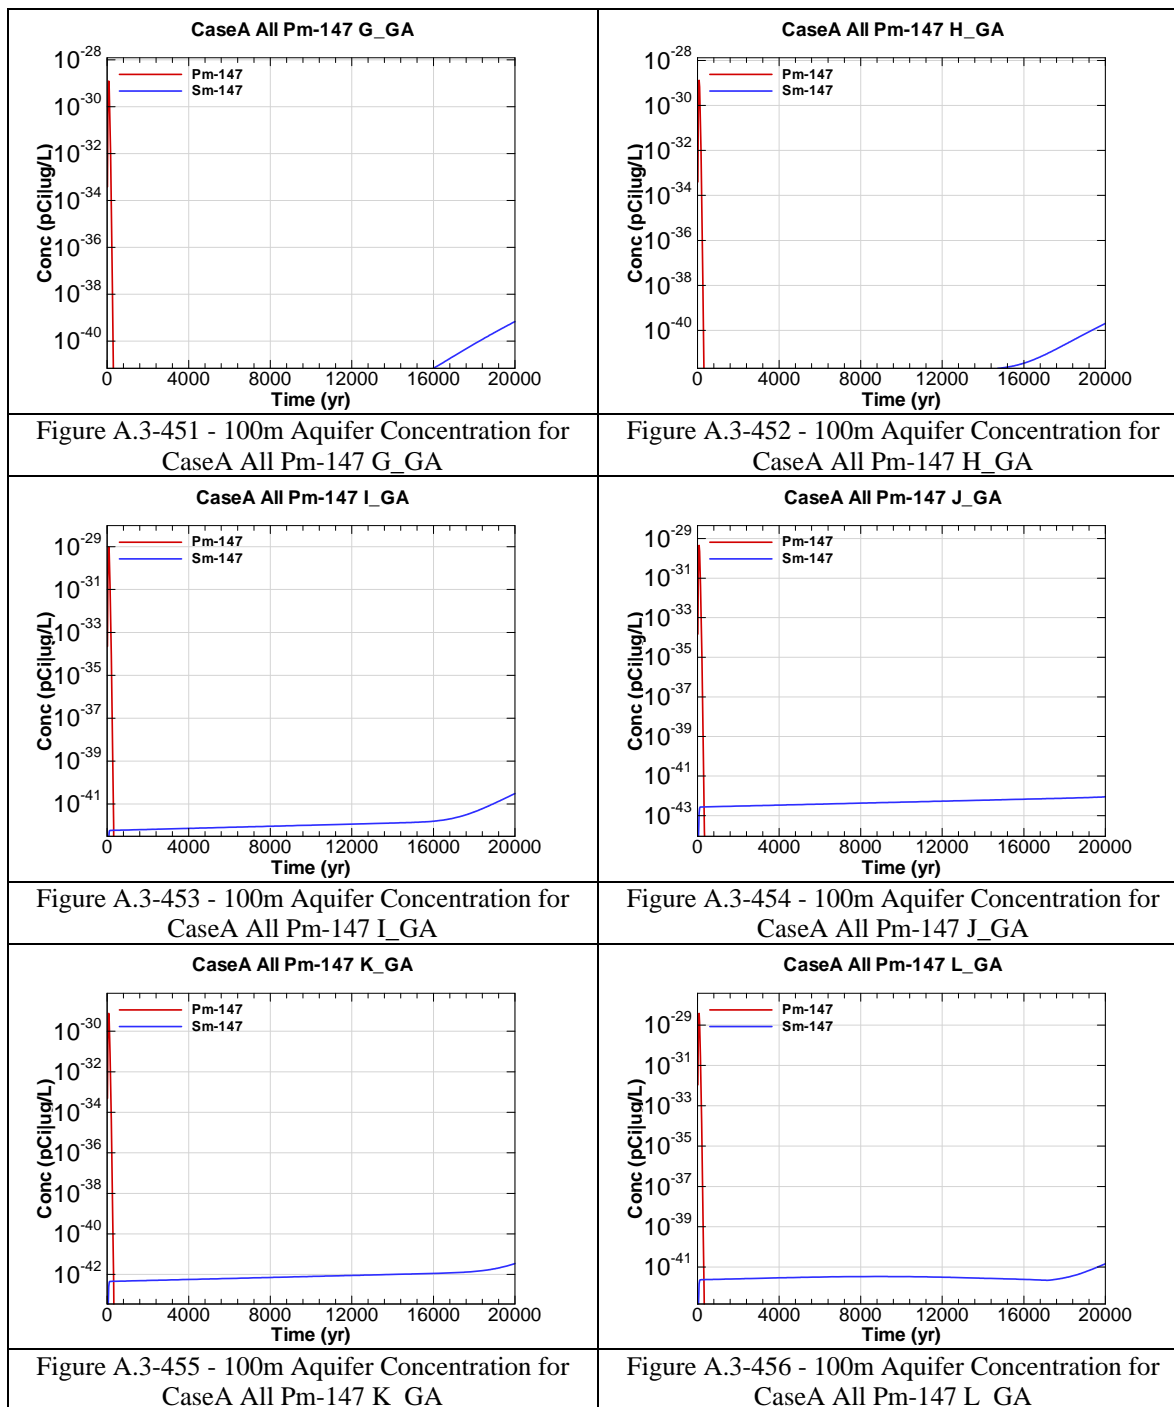 CaseA All Pm-147 G_GA
Pm-147
Sm-147
Conc (pCi|ug/L)
10^-28
10^-30
10^-32
10^-34
10^-36
10^-38
10^-40
0 4000 8000 12000 16000 20000
Time (yr)
Figure A.3-451 - 100m Aquifer Concentration for
CaseA All Pm-147 G_GA
CaseA All Pm-147 H_GA
Pm-147
Sm-147
Conc (pCi|ug/L)
10^-28
10^-30
10^-32
10^-34
10^-36
10^-38
10^-40
0 4000 8000 12000 16000 20000
Time (yr)
Figure A.3-452 - 100m Aquifer Concentration for
CaseA All Pm-147 H_GA
CaseA All Pm-147 I_GA
Pm-147
Sm-147
Conc (pCi|ug/L)
10^-29
10^-31
10^-33
10^-35
10^-37
10^-39
10^-41
0 4000 8000 12000 16000 20000
Time (yr)
Figure A.3-453 - 100m Aquifer Concentration for
CaseA All Pm-147 I_GA
CaseA All Pm-147 J_GA
Pm-147
Sm-147
Conc (pCi|ug/L)
10^-29
10^-31
10^-33
10^-35
10^-37
10^-39
10^-41
10^-43
0 4000 8000 12000 16000 20000
Time (yr)
Figure A.3-454 - 100m Aquifer Concentration for
CaseA All Pm-147 J_GA
CaseA All Pm-147 K_GA
Pm-147
Sm-147
Conc (pCi|ug/L)
10^-30
10^-32
10^-34
10^-36
10^-38
10^-40
10^-42
0 4000 8000 12000 16000 20000
Time (yr)
Figure A.3-455 - 100m Aquifer Concentration for
CaseA All Pm-147 K_GA
CaseA All Pm-147 L_GA
Pm-147
Sm-147
Conc (pCi|ug/L)
10^-29
10^-31
10^-33
10^-35
10^-37
10^-39
10^-41
0 4000 8000 12000 16000 20000
Time (yr)
Figure A.3-456 - 100m Aquifer Concentration for
CaseA All Pm-147 L_GA